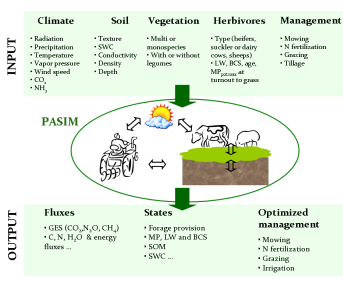 INPUT
Climate
• Radiation
• Precipitation
• Temperature
• Vapor pressure
• Wind speed
• CO₂
• NH₃
Soil
• Texture
• SWC
• Conductivity
• Density
• Depth
Vegetation
• Multi or
monospecies
• With or without
legumes
Herbivores
• Type (heifers,
suckler or dairy
cows, sheeps)
• LW, BCS, age,
at
turnout to grass
Management
• Mowing
• N fertilization
• Grazing
• Tillage
PASIM
OUTPUT
Fluxes
• GES (CO₂,N₂O, CH₄)
• C, N, H₂O & energy
fluxes ...
States
• Forage provision
• MP, LW and BCS
• SOM
• SWC ...
Optimized
management
• Mowing
• N fertilization
• Grazing
• Irrigation